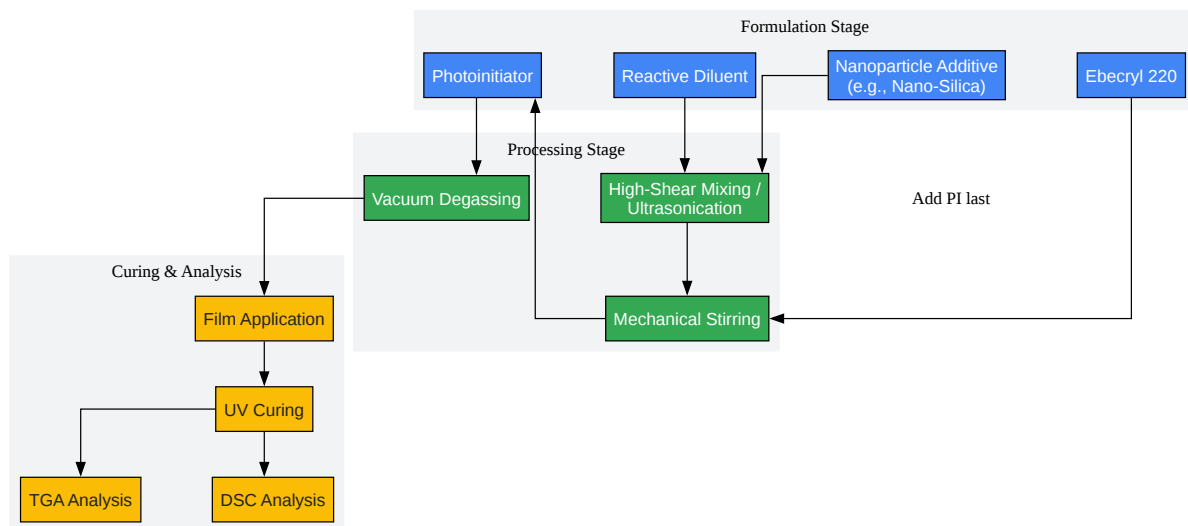 Formulation Stage
Photoinitiator
Reactive Diluent
Nanoparticle Additive
(e.g., Nano-Silica)
Ebecryl 220
Processing Stage
Vacuum Degassing
High-Shear Mixing /
Ultrasonication
Add PI last
Mechanical Stirring
Curing & Analysis
Film Application
UV Curing
TGA Analysis
DSC Analysis